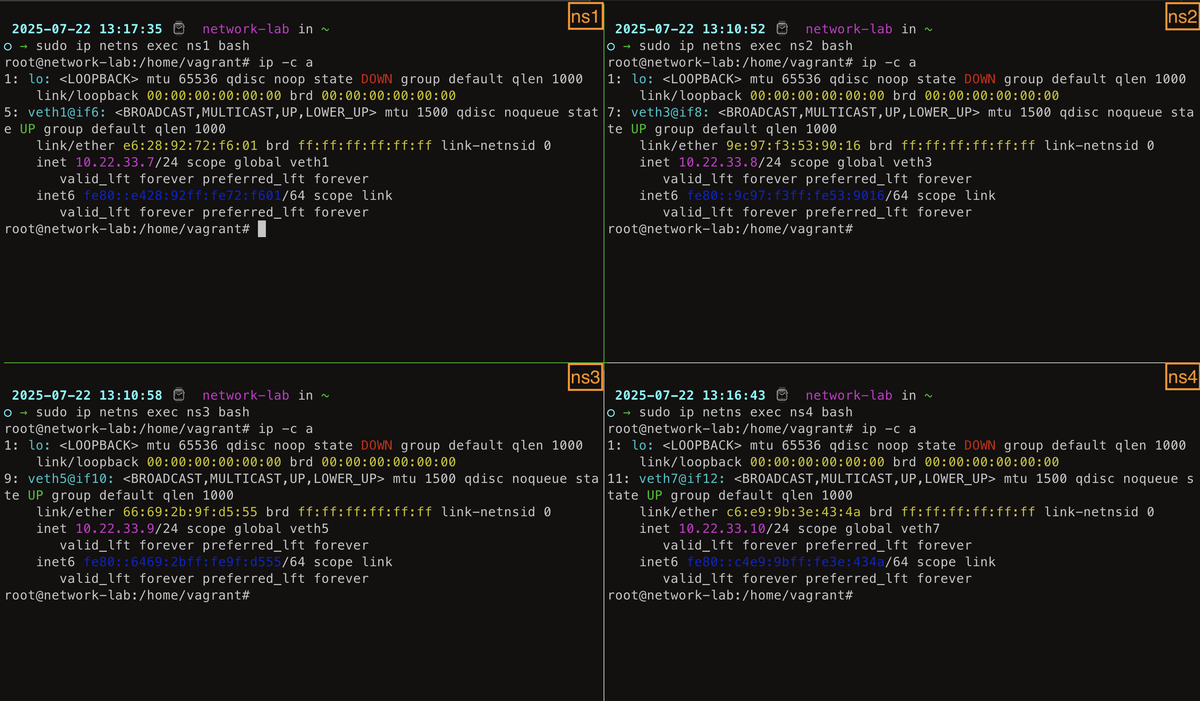 ns1
2025-07-22 13:17:35 network-lab in ~
○ → sudo ip netns exec ns1 bash
root@network-lab:/home/vagrant# ip -c a
1: lo: <LOOPBACK> mtu 65536 qdisc noop state DOWN group default qlen 1000
link/loopback 00:00:00:00:00:00 brd 00:00:00:00:00:00
5: veth1@if6: <BROADCAST,MULTICAST,UP,LOWER_UP> mtu 1500 qdisc noqueue stat
e UP group default qlen 1000
link/ether e6:28:92:72:f6:01 brd ff:ff:ff:ff:ff:ff link-netnsid 0
inet 10.22.33.7/24 scope global veth1
valid_lft forever preferred_lft forever
inet6 fe80::e428:92ff:fe72:f601/64 scope link
valid_lft forever preferred_lft forever
root@network-lab:/home/vagrant#
ns2
2025-07-22 13:10:52 network-lab in ~
○ → sudo ip netns exec ns2 bash
root@network-lab:/home/vagrant# ip -c a
1: lo: <LOOPBACK> mtu 65536 qdisc noop state DOWN group default qlen 1000
link/loopback 00:00:00:00:00:00 brd 00:00:00:00:00:00
7: veth3@if8: <BROADCAST,MULTICAST,UP,LOWER_UP> mtu 1500 qdisc noqueue sta
te UP group default qlen 1000
link/ether 9e:97:f3:53:90:16 brd ff:ff:ff:ff:ff:ff link-netnsid 0
inet 10.22.33.8/24 scope global veth3
valid_lft forever preferred_lft forever
inet6 fe80::9c97:f3ff:fe53:9016/64 scope link
valid_lft forever preferred_lft forever
root@network-lab:/home/vagrant#
ns3
2025-07-22 13:10:58 network-lab in ~
○ → sudo ip netns exec ns3 bash
root@network-lab:/home/vagrant# ip -c a
1: lo: <LOOPBACK> mtu 65536 qdisc noop state DOWN group default qlen 1000
link/loopback 00:00:00:00:00:00 brd 00:00:00:00:00:00
9: veth5@if10: <BROADCAST,MULTICAST,UP,LOWER_UP> mtu 1500 qdisc noqueue sta
te UP group default qlen 1000
link/ether 66:69:2b:9f:d5:55 brd ff:ff:ff:ff:ff:ff link-netnsid 0
inet 10.22.33.9/24 scope global veth5
valid_lft forever preferred_lft forever
inet6 fe80::6469:2bff:fe9f:d555/64 scope link
valid_lft forever preferred_lft forever
root@network-lab:/home/vagrant#
ns4
2025-07-22 13:16:43 network-lab in ~
○ → sudo ip netns exec ns4 bash
root@network-lab:/home/vagrant# ip -c a
1: lo: <LOOPBACK> mtu 65536 qdisc noop state DOWN group default qlen 1000
link/loopback 00:00:00:00:00:00 brd 00:00:00:00:00:00
11: veth7@if12: <BROADCAST,MULTICAST,UP,LOWER_UP> mtu 1500 qdisc noqueue s
tate UP group default qlen 1000
link/ether c6:e9:9b:3e:43:4a brd ff:ff:ff:ff:ff:ff link-netnsid 0
inet 10.22.33.10/24 scope global veth7
valid_lft forever preferred_lft forever
inet6 fe80::c4e9:9bff:fe3e:434a/64 scope link
valid_lft forever preferred_lft forever
root@network-lab:/home/vagrant#